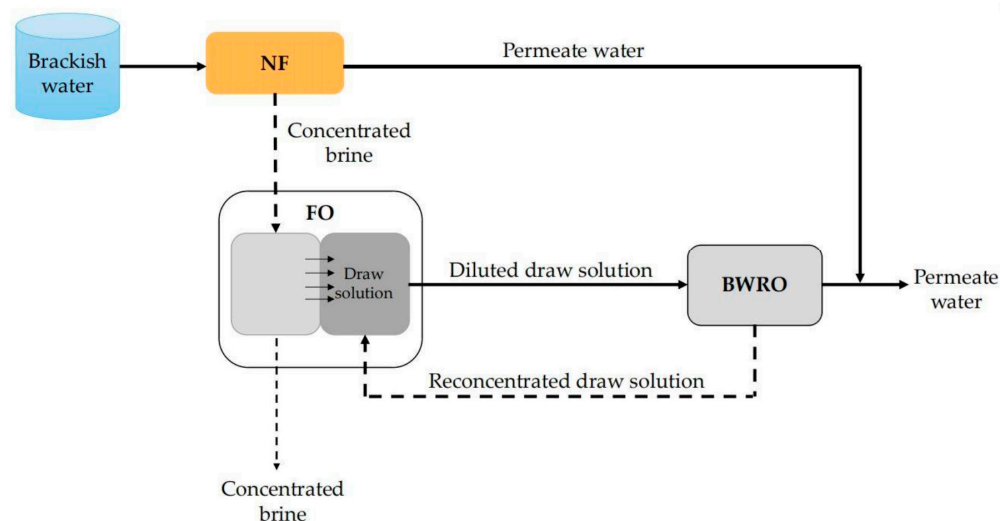 Brackish
water
NF
Permeate water
Concentrated
brine
FO
Draw
solution
Diluted draw solution
BWRO
Permeate
water
Reconcentrated draw solution
Concentrated
brine